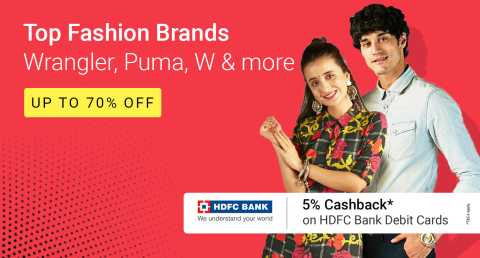 Top Fashion Brands
Wrangler, Puma, W & more
UP TO 70% OFF
HDFC BANK
We understand your world
5% Cashback*
on HDFC Bank Debit Cards